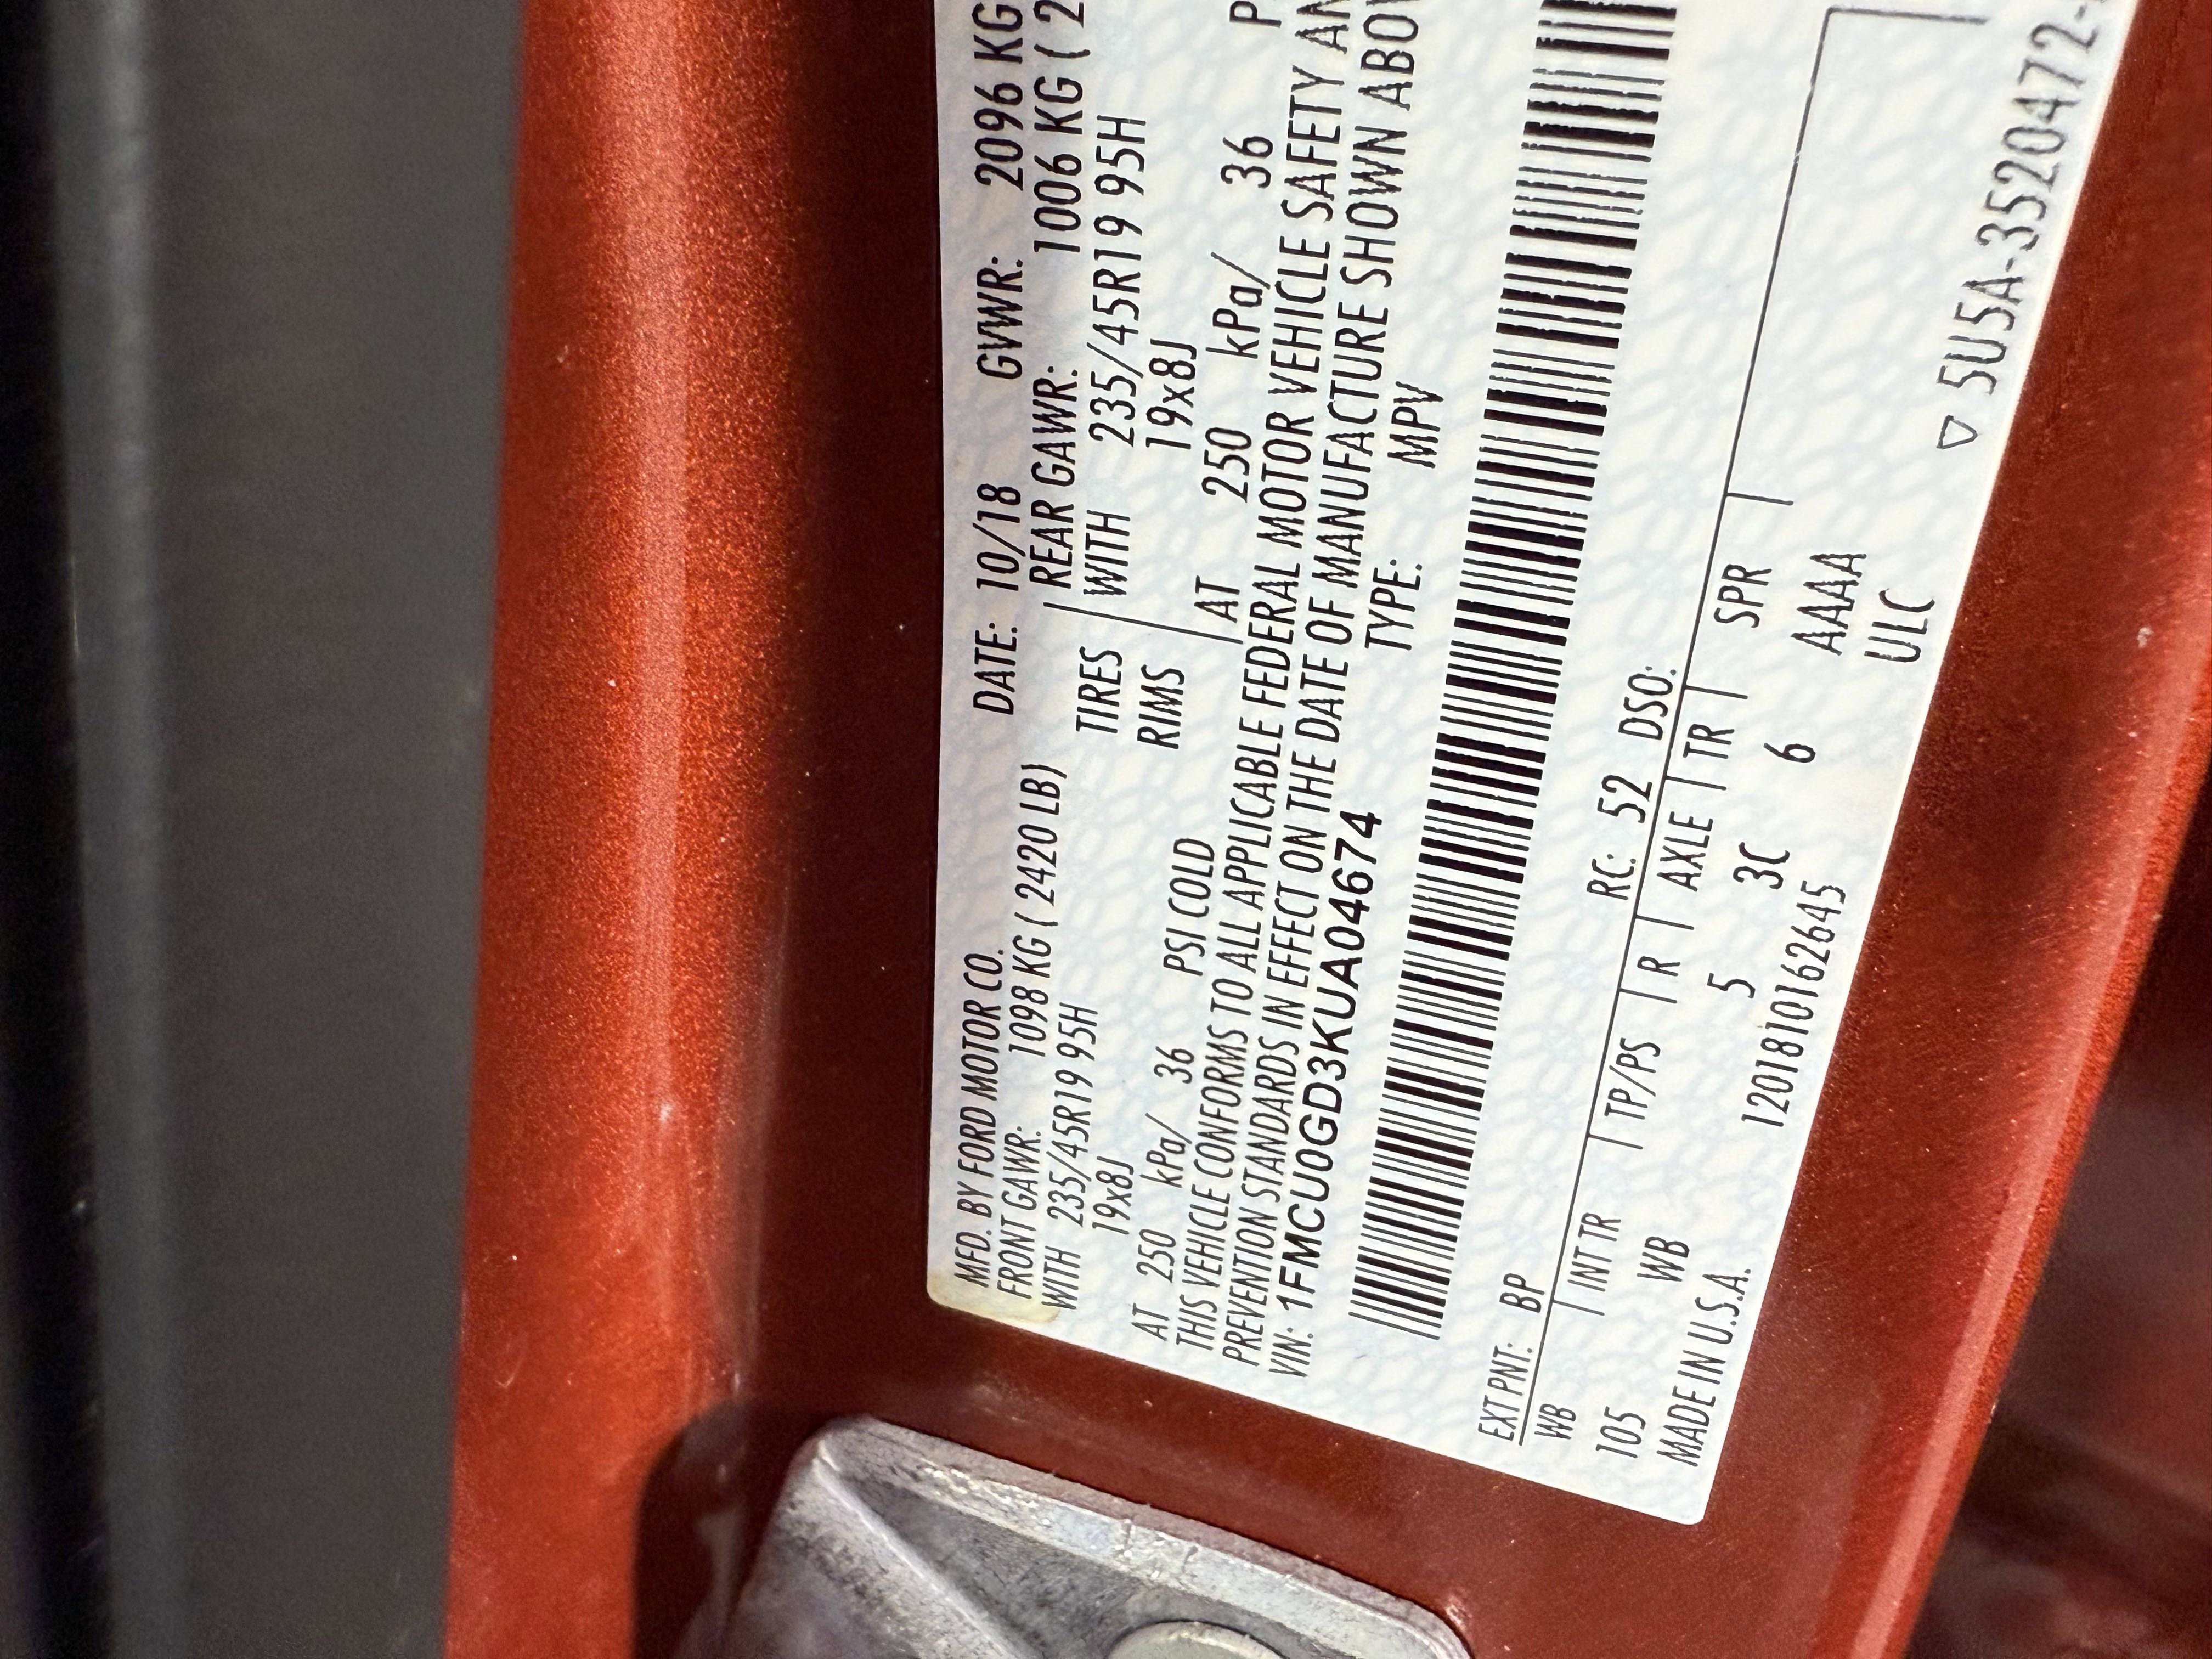 MFD. BY FORD MOTOR CO. DATE: 10/18 GVWR: 2096 KG
FRONT GAWR: 1098 KG ( 2420 LB) REAR GAWR: 1006 KG ( 2
WITH 235/45R19 95H TIRES WITH 235/45R19 95H
19x8J RIMS 19x8J
AT 250 kPa/ 36 PSI COLD AT 250 kPa/ 36 P
THIS VEHICLE CONFORMS TO ALL APPLICABLE FEDERAL MOTOR VEHICLE SAFETY AN
PREVENTION STANDARDS IN EFFECT ON THE DATE OF MANUFACTURE SHOWN ABOV
VIN: 1FMCU0GD3KUA04674 TYPE: MPV
EXT PNT: BP RC: 52 DSO:
WB INT TR TP/PS R AXLE TR SPR
105 WB 5 3C 6 AAAA
MADE IN U.S.A. 1201810162645 ULC
▽ 5U5A-3520472-